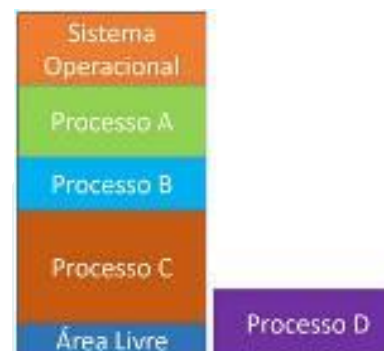 Sistema
Operacional
Processo A
Processo B
Processo C
Área Livre
Processo D